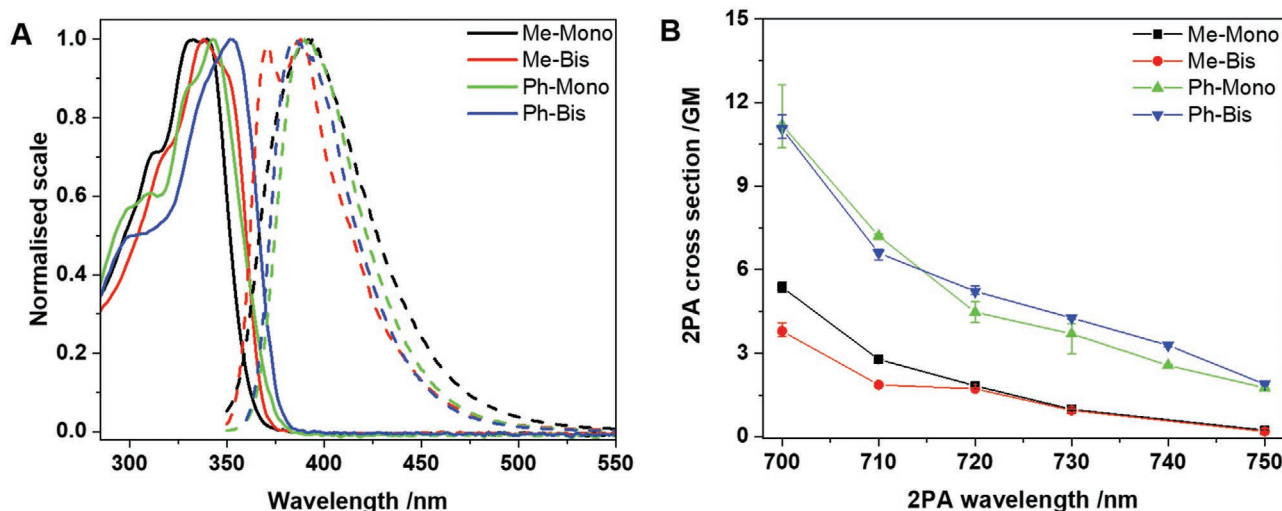 A
Normalised scale
1.0
0.8
0.6
0.4
0.2
0.0
300 350 400 450 500 550
Wavelength /nm
Me-Mono
Me-Bis
Ph-Mono
Ph-Bis
B
2PA cross section /GM
15
12
9
6
3
0
700 710 720 730 740 750
2PA wavelength /nm
Me-Mono
Me-Bis
Ph-Mono
Ph-Bis